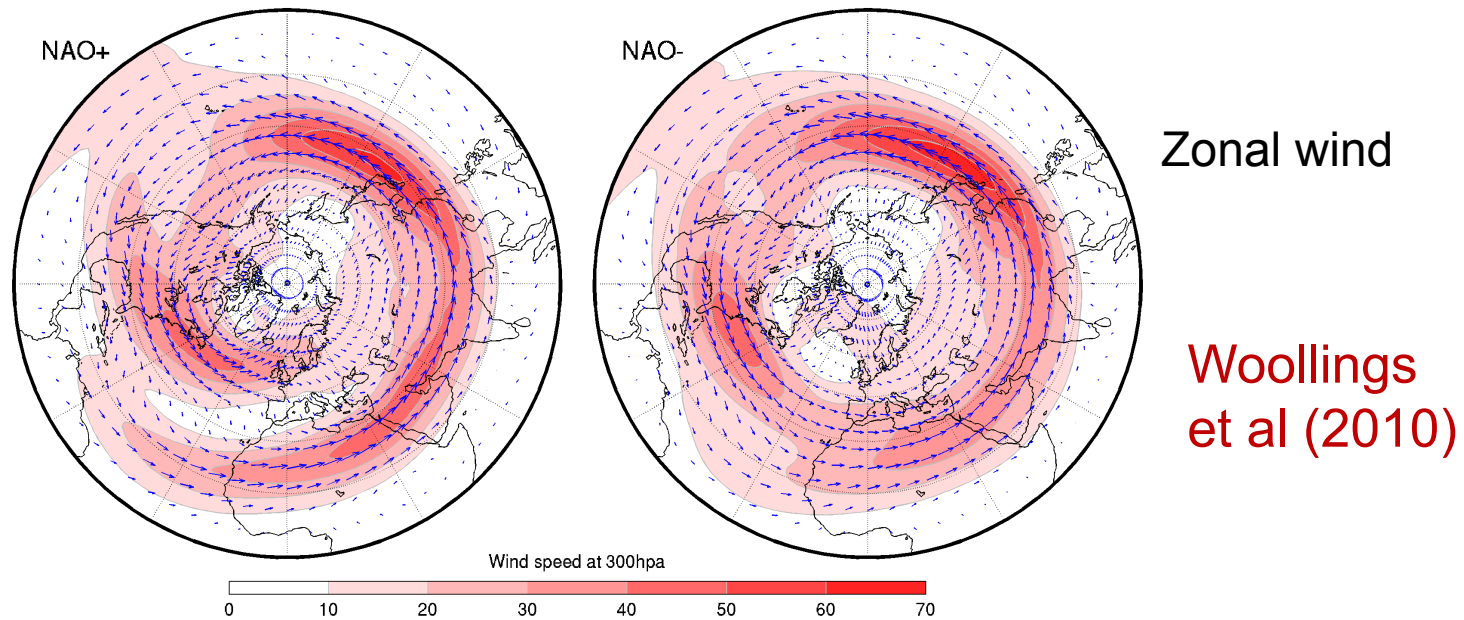 NAO+
NAO-
Zonal wind
Woollings
et al (2010)
Wind speed at 300hpa
0 10 20 30 40 50 60 70